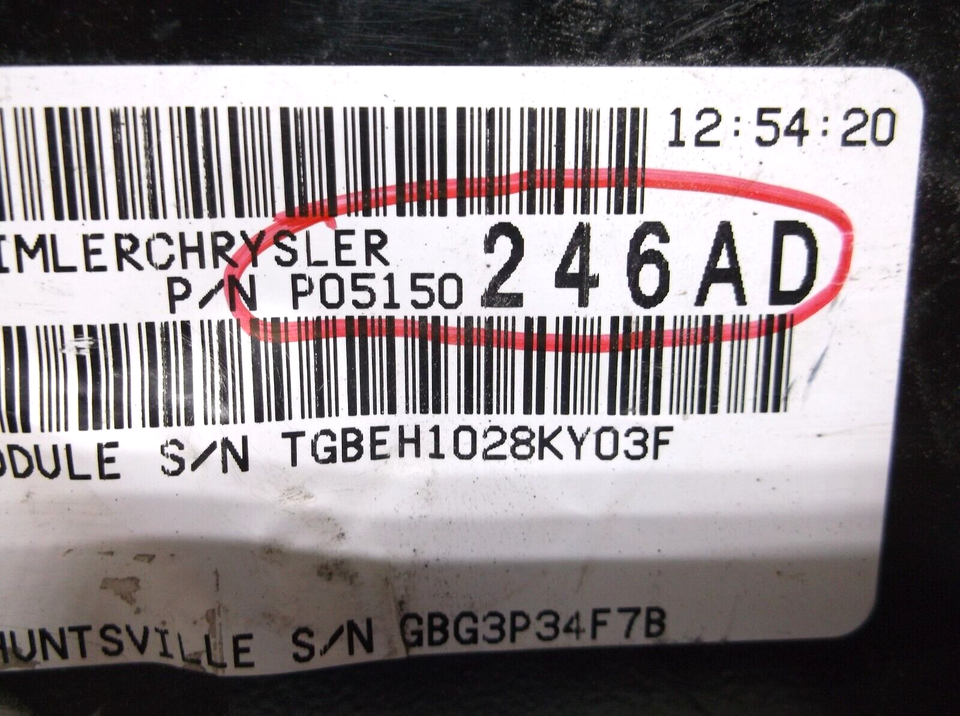 12:54:20
IMLERCHRYSLER
P/N P05150 246AD
ODULE S/N TGBEH1028KY03F
HUNTSVILLE S/N GBG3P34F7B